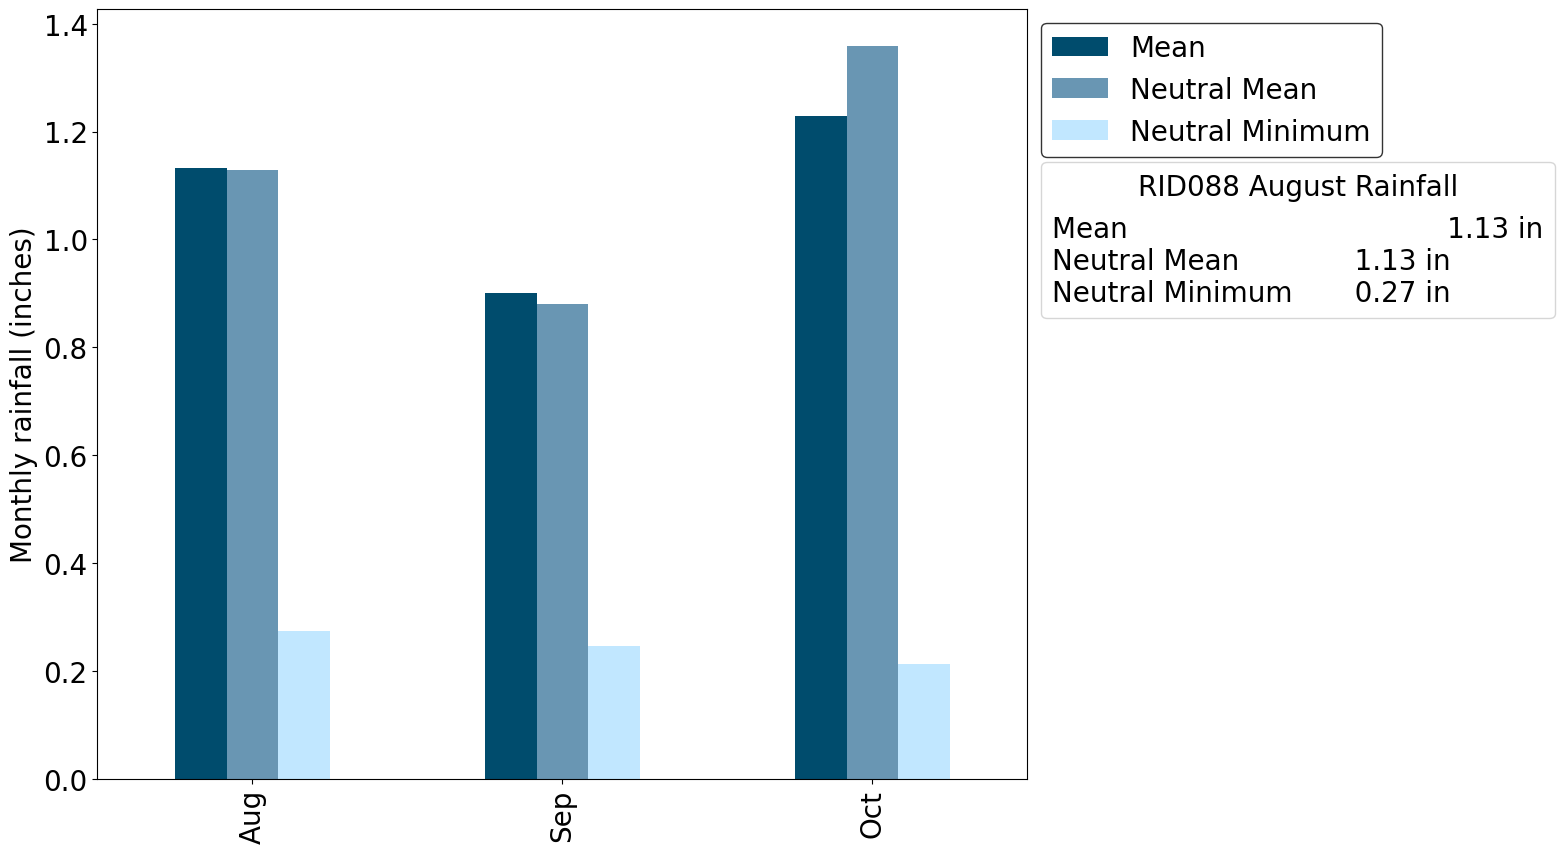 1.4
1.2
1.0
0.8
0.6
0.4
0.2
0.0
Monthly rainfall (inches)
Aug
Sep
Oct
Mean
Neutral Mean
Neutral Minimum
RID088 August Rainfall
Mean 1.13 in
Neutral Mean 1.13 in
Neutral Minimum 0.27 in